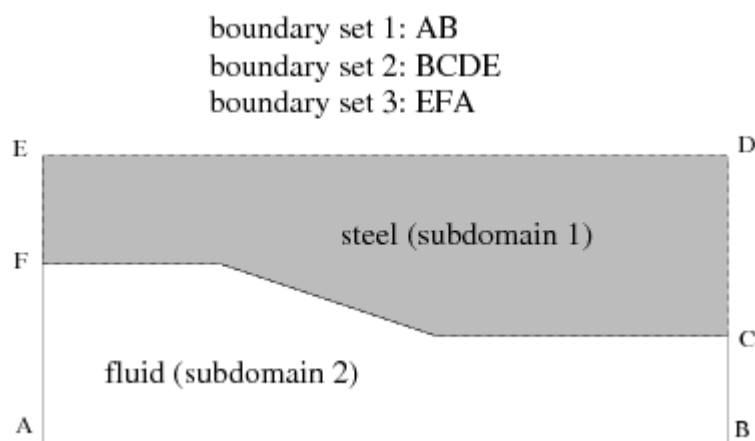 boundary set 1: AB
boundary set 2: BCDE
boundary set 3: EFA
E
D
steel (subdomain 1)
F
C
fluid (subdomain 2)
A
B